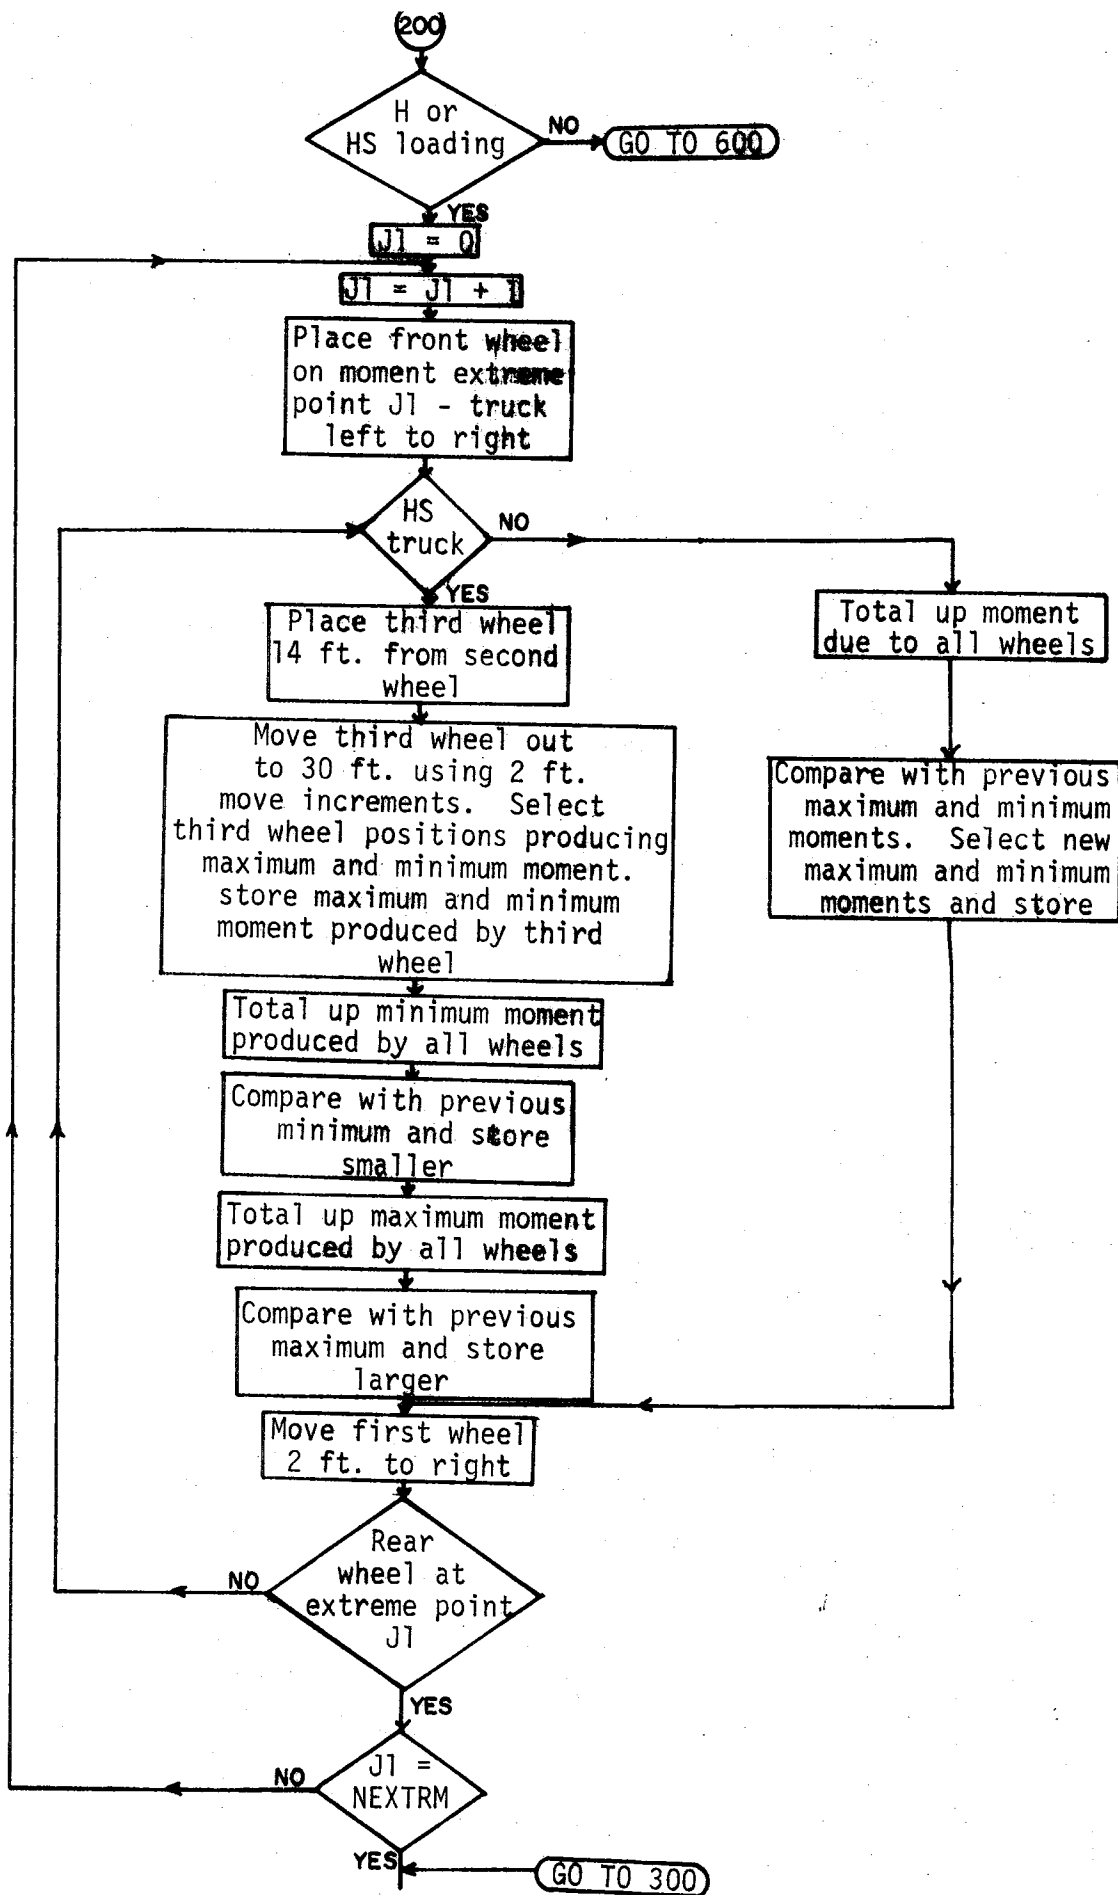 200
H or
HS loading
NO
GO TO 600
YES
J1 = 0
J1 = J1 + 1
Place front wheel
on moment extreme
point J1 - truck
left to right
HS
truck
NO
YES
Place third wheel
14 ft. from second
wheel
Total up moment
due to all wheels
Move third wheel out
to 30 ft. using 2 ft.
move increments. Select
third wheel positions producing
maximum and minimum moment.
store maximum and minimum
moment produced by third
wheel
Compare with previous
maximum and minimum
moments. Select new
maximum and minimum
moments and store
Total up minimum moment
produced by all wheels
Compare with previous
minimum and store
smaller
Total up maximum moment
produced by all wheels
Compare with previous
maximum and store
larger
Move first wheel
2 ft. to right
Rear
wheel at
extreme point
J1
NO
YES
J1 =
NEXTRM
NO
YES
GO TO 300